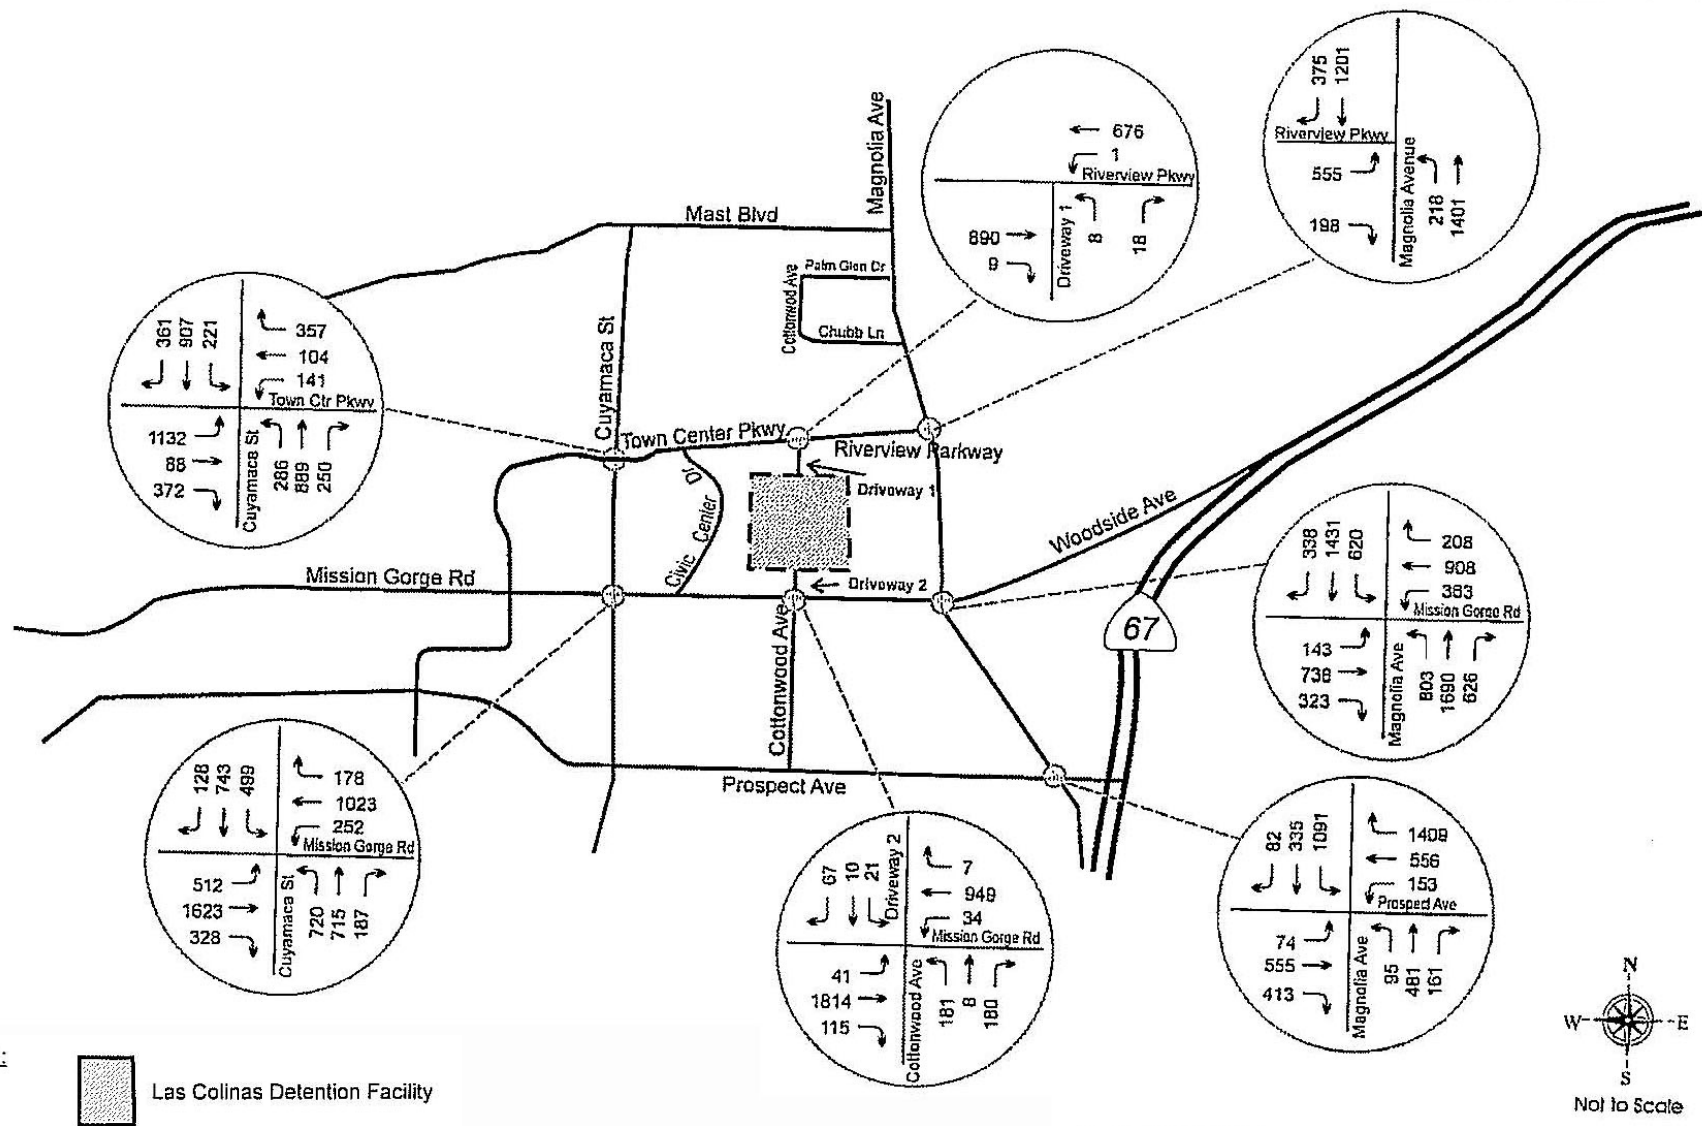 375
1201
Riverview Pkwy
555
198
Magnolia Avenue
218
1401
676
1
Riverview Pkwy
890
9
Driveway 1
8
18
Magnolia Ave
Mast Blvd
Palm Glen Dr
Cottonwood Ave
Chubb Ln
Cuyamaca St
Town Center Pkwy
Riverview Parkway
Driveway 1
Civic Center Dr
Woodside Ave
Mission Gorge Rd
Driveway 2
Cottonwood Ave
Prospect Ave
67
361
907
221
357
104
141
Town Ctr Pkwy
1132
88
372
Cuyamaca St
286
889
250
338
1431
620
208
908
383
Mission Gorge Rd
143
738
323
Magnolia Ave
803
1690
626
128
743
499
178
1023
252
Mission Gorge Rd
512
1623
328
Cuyamaca St
720
715
187
67
10
21
Driveway 2
7
949
34
Mission Gorge Rd
41
1814
115
Cottonwood Ave
181
8
180
82
335
1091
1409
556
153
Prospect Ave
74
555
413
Magnolia Ave
95
481
161
N
W
E
S
Not to Scale
:
Las Colinas Detention Facility